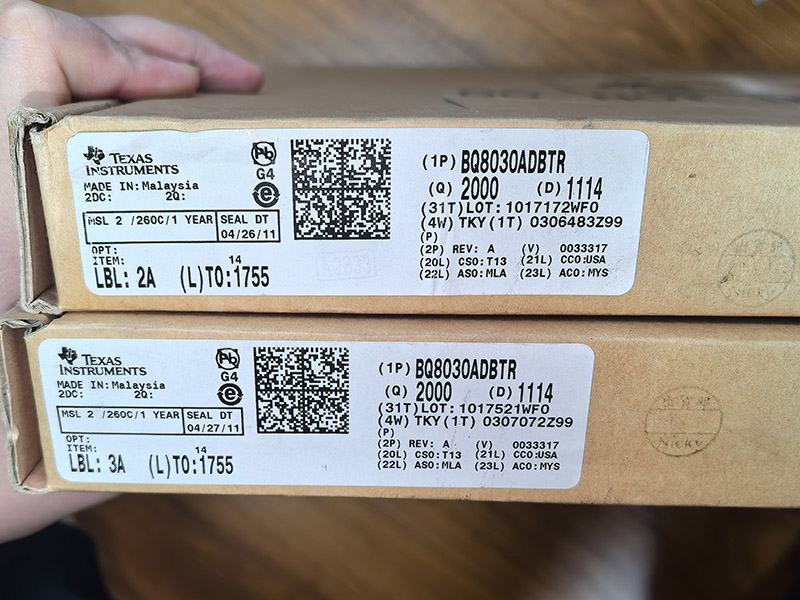 TEXAS
INSTRUMENTS
MADE IN: Malaysia
2DC: 2Q:
MSL 2 /260C/1 YEAR SEAL DT
04/26/11
OPT:
ITEM: 14
LBL: 2A (L)TO:1755
Pb
G4
e
(1P) BQ8030ADBTR
(Q) 2000 (D) 1114
(31T)LOT: 1017172WFO
(4W) TKY(1T) 0306483Z99
(P)
(2P) REV: A (V) 0033317
(20L) CSO:T13 (21L) CCO:USA
(22L) ASO:MLA (23L) ACO:MYS
TEXAS
INSTRUMENTS
MADE IN: Malaysia
2DC: 2Q:
MSL 2 /260C/1 YEAR SEAL DT
04/27/11
OPT:
ITEM: 14
LBL: 3A (L)TO:1755
Pb
G4
e
(1P) BQ8030ADBTR
(Q) 2000 (D) 1114
(31T)LOT: 1017521WFO
(4W) TKY(1T) 0307072Z99
(P)
(2P) REV: A (V) 0033317
(20L) CSO:T13 (21L) CCO:USA
(22L) ASO:MLA (23L) ACO:MYS
Nicky